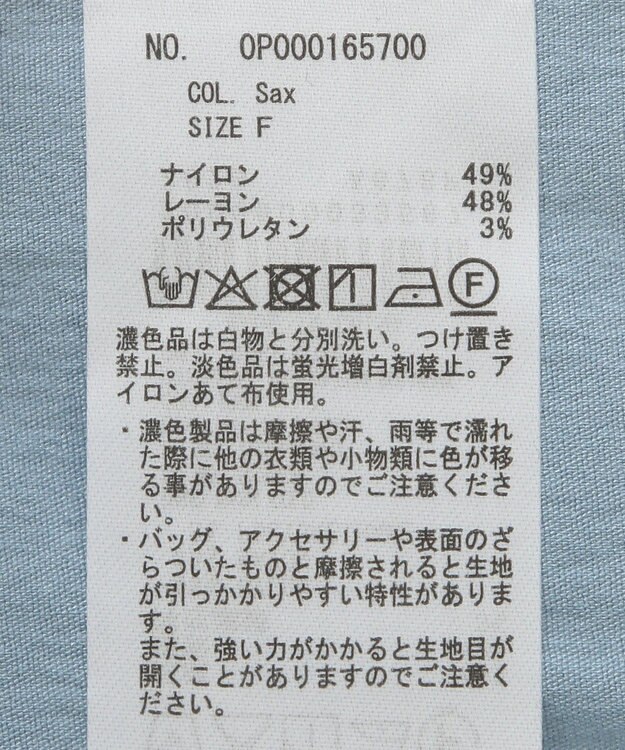 NO. OP000165700
COL. Sax
SIZE F
ナイロン 49%
レーヨン 48%
ポリウレタン 3%
F
濃色品は白物と分別洗い。つけ置き
禁止。淡色品は蛍光増白剤禁止。ア
イロンあて布使用。
・濃色製品は摩擦や汗、雨等で濡れ
た際に他の衣類や小物類に色が移
る事がありますのでご注意くださ
い。
・バッグ、アクセサリーや表面のざ
らついたものと摩擦されると生地
が引っかかりやすい特性がありま
す。
また、強い力がかかると生地目が
開くことがありますのでご注意く
ださい。